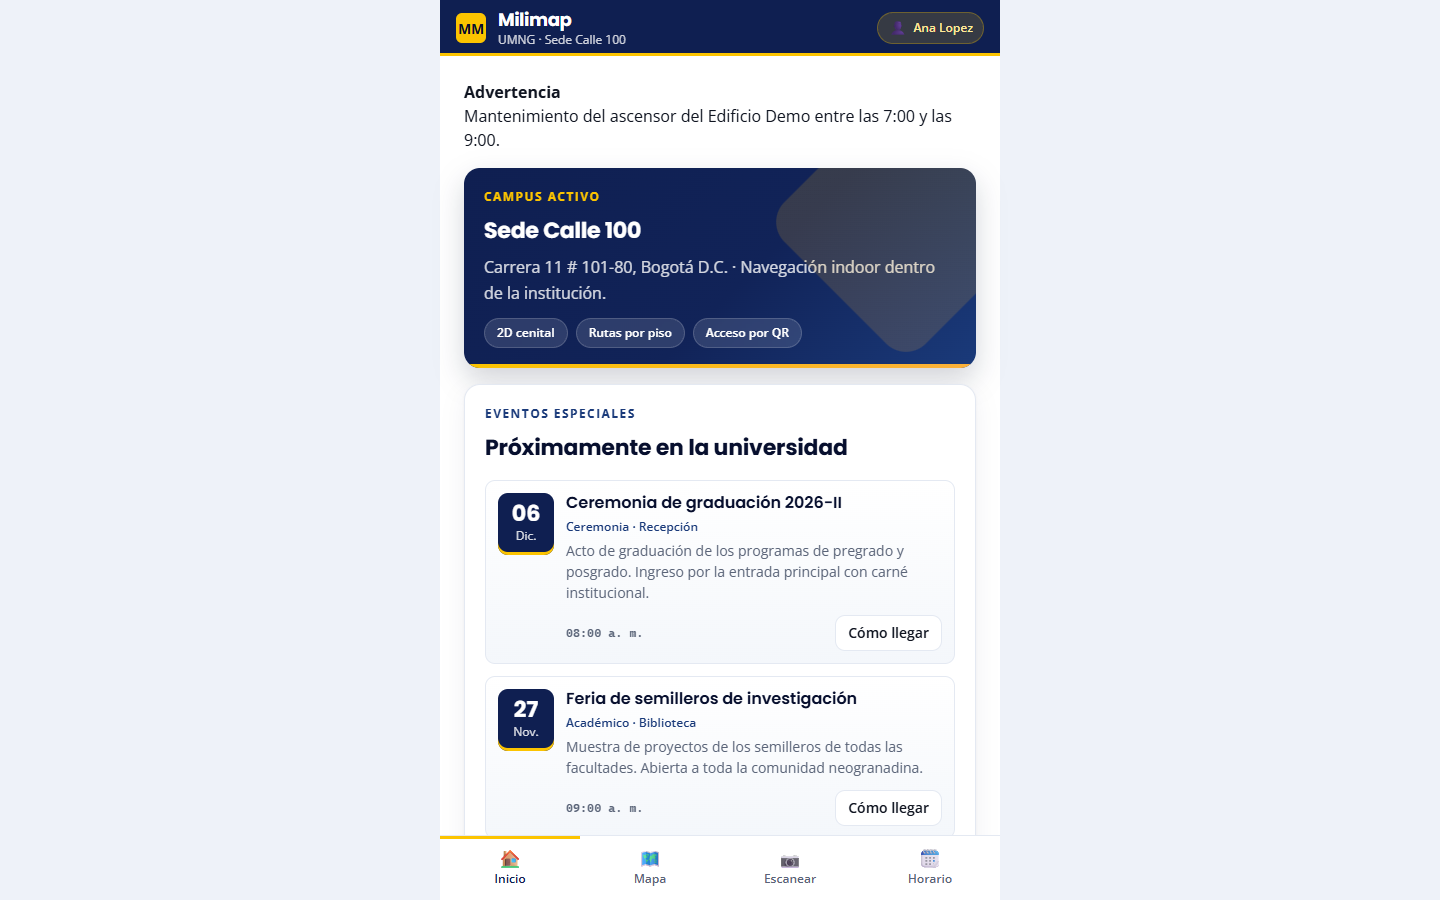 MM
Milimap
UMNG · Sede Calle 100
Ana Lopez
Advertencia
Mantenimiento del ascensor del Edificio Demo entre las 7:00 y las
9:00.
CAMPUS ACTIVO
Sede Calle 100
Carrera 11 # 101-80, Bogotá D.C. · Navegación indoor dentro
de la institución.
2D cenital
Rutas por piso
Acceso por QR
EVENTOS ESPECIALES
Próximamente en la universidad
06
Dic.
Ceremonia de graduación 2026-II
Ceremonia · Recepción
Acto de graduación de los programas de pregrado y
posgrado. Ingreso por la entrada principal con carné
institucional.
08:00 a. m.
Cómo llegar
27
Nov.
Feria de semilleros de investigación
Académico · Biblioteca
Muestra de proyectos de los semilleros de todas las
facultades. Abierta a toda la comunidad neogranadina.
09:00 a. m.
Cómo llegar
Inicio
Mapa
Escanear
Horario